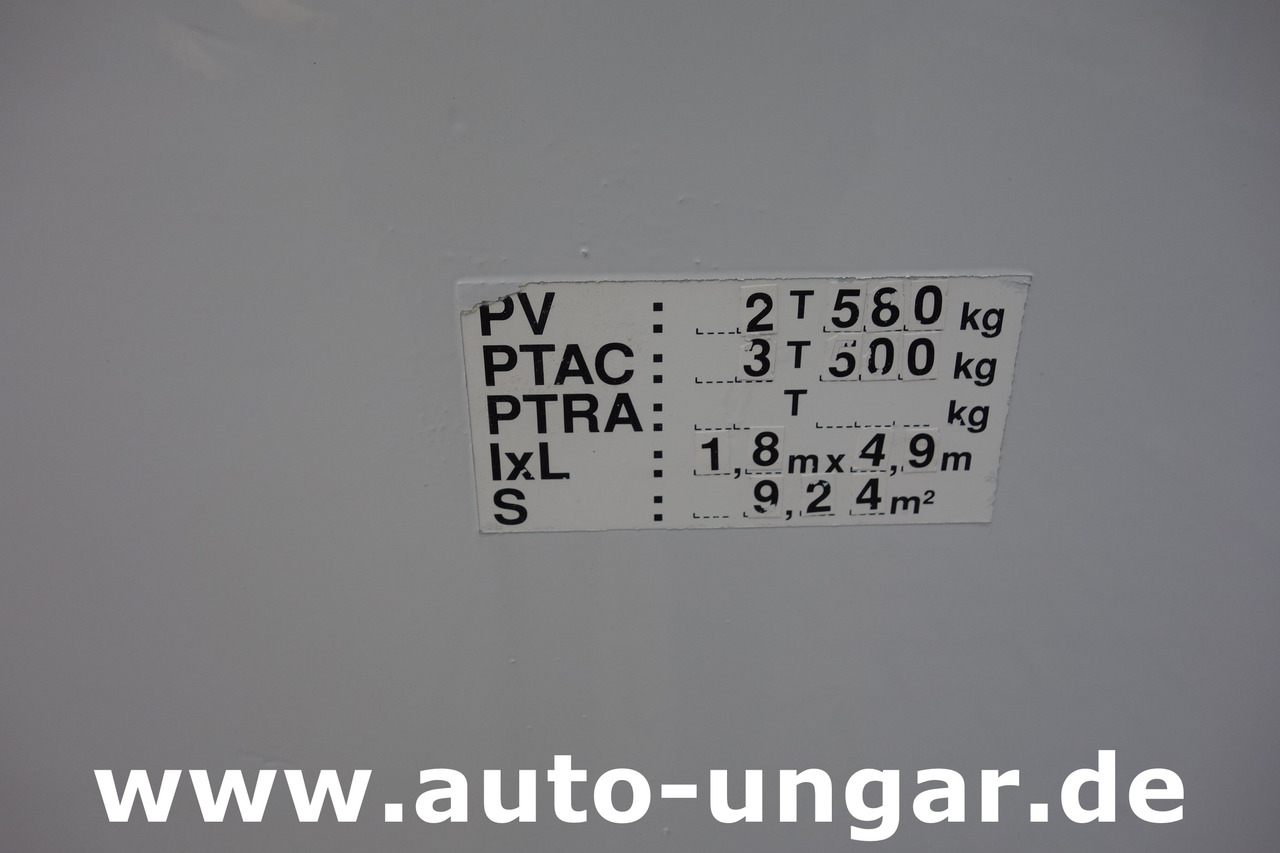 PV : 2 T 580 kg
PTAC : 3 T 500 kg
PTRA : T kg
lxL : 1,8 m x 4,9 m
S : 9,24 m²
www.auto-ungar.de